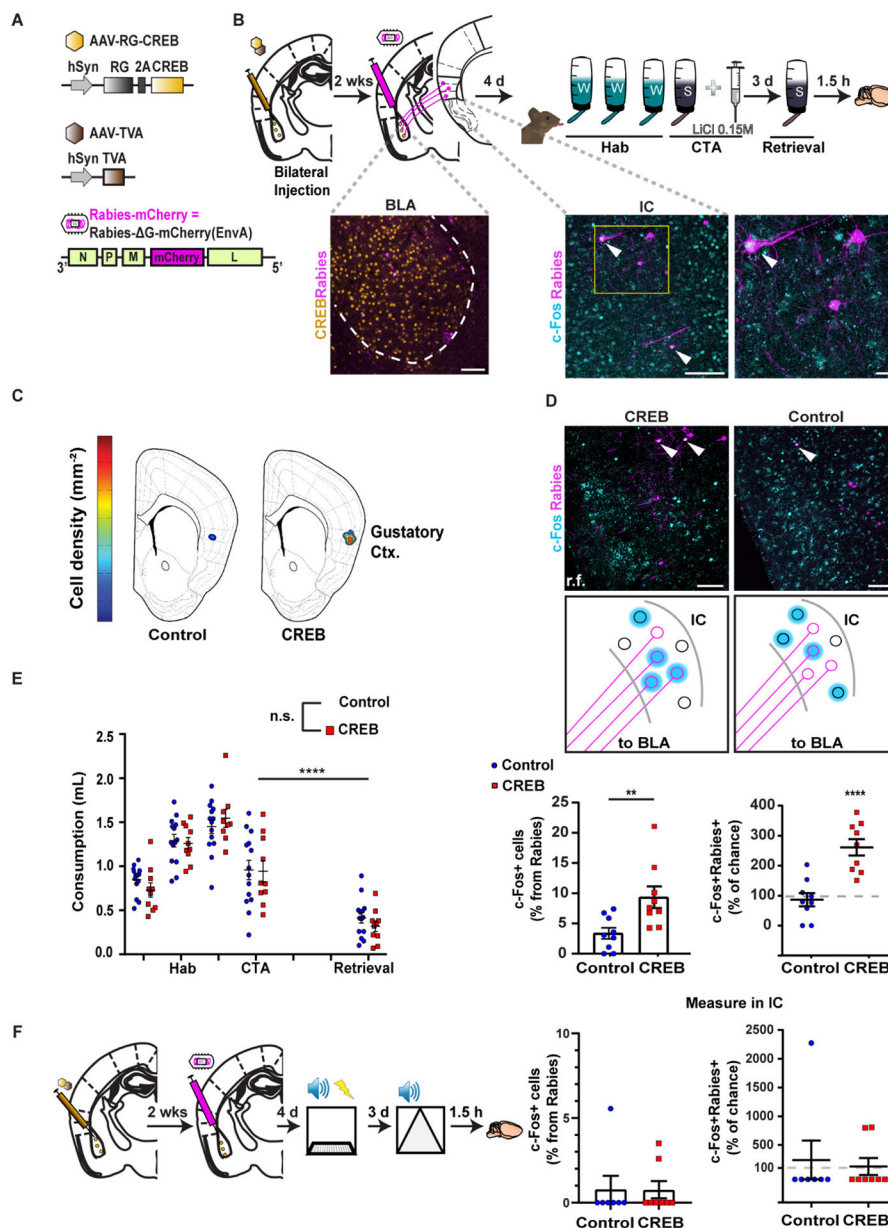 A
AAV-RG-CREB
hSyn RG 2A CREB
AAV-TVA
hSyn TVA
Rabies-mCherry =
Rabies-ΔG-mCherry(EnvA)
3' N P M mCherry L 5'
B
2 wks
4 d
W W W S
3 d
S
1.5 h
LiCl 0.15M
Hab
CTA
Retrieval
Bilateral
Injection
BLA
CREBRabies
IC
c-Fos Rabies
C
Cell density (mm⁻²)
Control
CREB
Gustatory
Ctx.
D
CREB
Control
c-Fos Rabies
r.f.
IC
to BLA
IC
to BLA
Control
CREB
**
c-Fos+ cells
(% from Rabies)
25
20
15
10
5
0
Control CREB
****
c-Fos+Rabies+
(% of chance)
400
300
200
100
0
Control CREB
E
n.s.
Control
CREB
****
Consumption (mL)
2.5
2.0
1.5
1.0
0.5
0.0
Hab
CTA
Retrieval
F
2 wks
4 d
3 d
1.5 h
Measure in IC
c-Fos+ cells
(% from Rabies)
10
8
6
4
2
0
Control CREB
c-Fos+Rabies+
(% of chance)
2500
2000
1500
1000
500
100
Control CREB